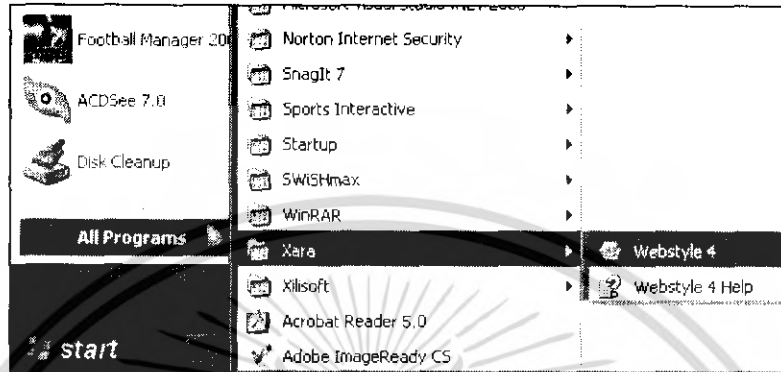 Football Manager 200
ACDSee 7.0
Disk Cleanup
All Programs
start
Norton Internet Security
SnagIt 7
Sports Interactive
Startup
SWiSHmax
WinRAR
Xara
Xilisoft
Acrobat Reader 5.0
Adobe ImageReady CS
Webstyle 4
Webstyle 4 Help